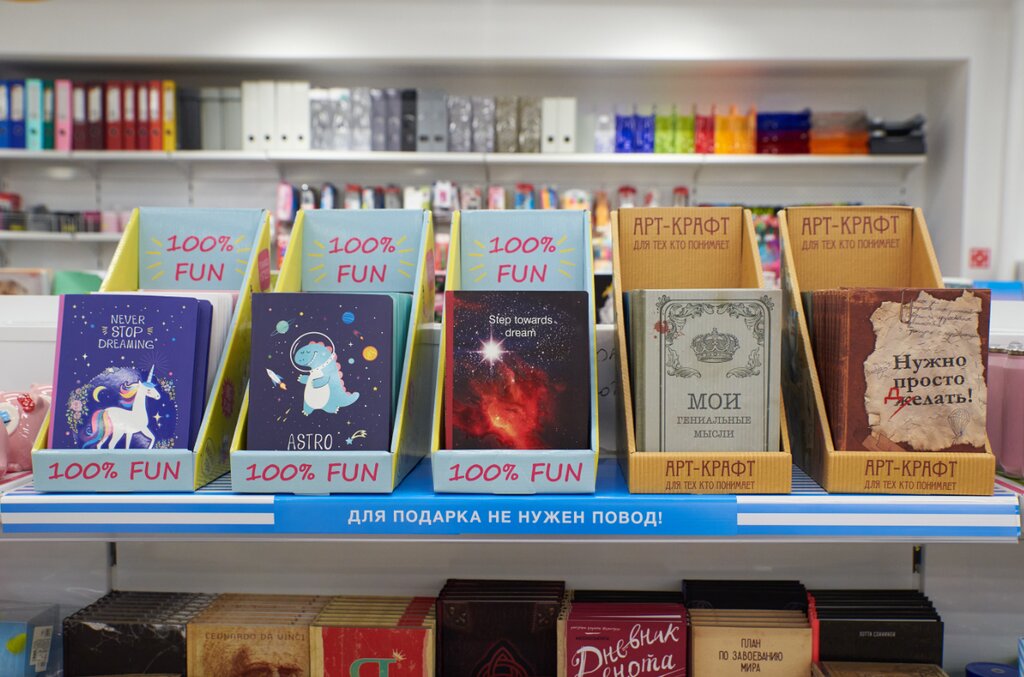 100%
FUN
100%
FUN
100%
FUN
АРТ-КРАФТ
ДЛЯ ТЕХ КТО ПОНИМАЕТ
АРТ-КРАФТ
ДЛЯ ТЕХ КТО ПОНИМАЕТ
NEVER
STOP
DREAMING
ASTRO
Step towards
dream
МОИ
ГЕНИАЛЬНЫЕ
МЫСЛИ
Нужно
просто
Джелать!
100% FUN
100% FUN
100% FUN
АРТ-КРАФТ
ДЛЯ ТЕХ КТО ПОНИМАЕТ
АРТ-КРАФТ
ДЛЯ ТЕХ КТО ПОНИМАЕТ
ДЛЯ ПОДАРКА НЕ НУЖЕН ПОВОД!
LEONARDO DA VINCI
Я
Дневник
енота
ПЛАН
ПО ЗАВОЕВАНИЮ
МИРА